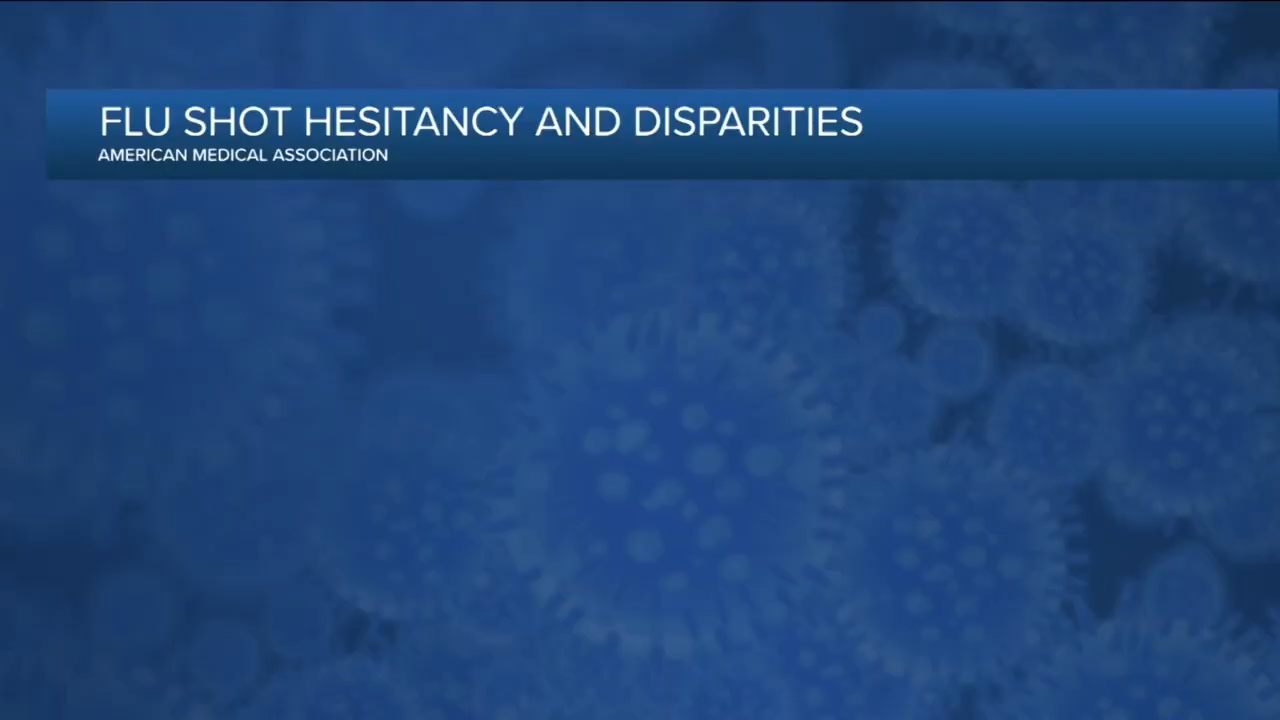 FLU SHOT HESITANCY AND DISPARITIES
AMERICAN MEDICAL ASSOCIATION